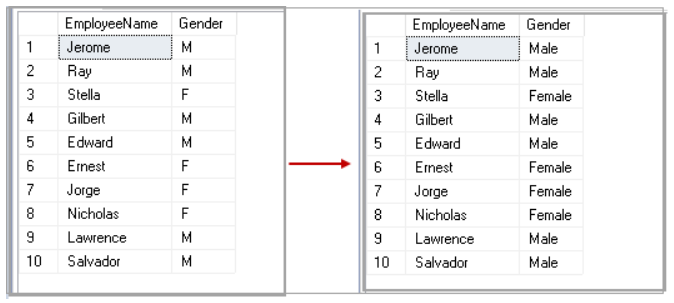 EmployeeName Gender
1 Jerome M
2 Ray M
3 Stella F
4 Gilbert M
5 Edward M
6 Ernest F
7 Jorge F
8 Nicholas F
9 Lawrence M
10 Salvador M
EmployeeName Gender
1 Jerome Male
2 Ray Male
3 Stella Female
4 Gilbert Male
5 Edward Male
6 Ernest Female
7 Jorge Female
8 Nicholas Female
9 Lawrence Male
10 Salvador Male